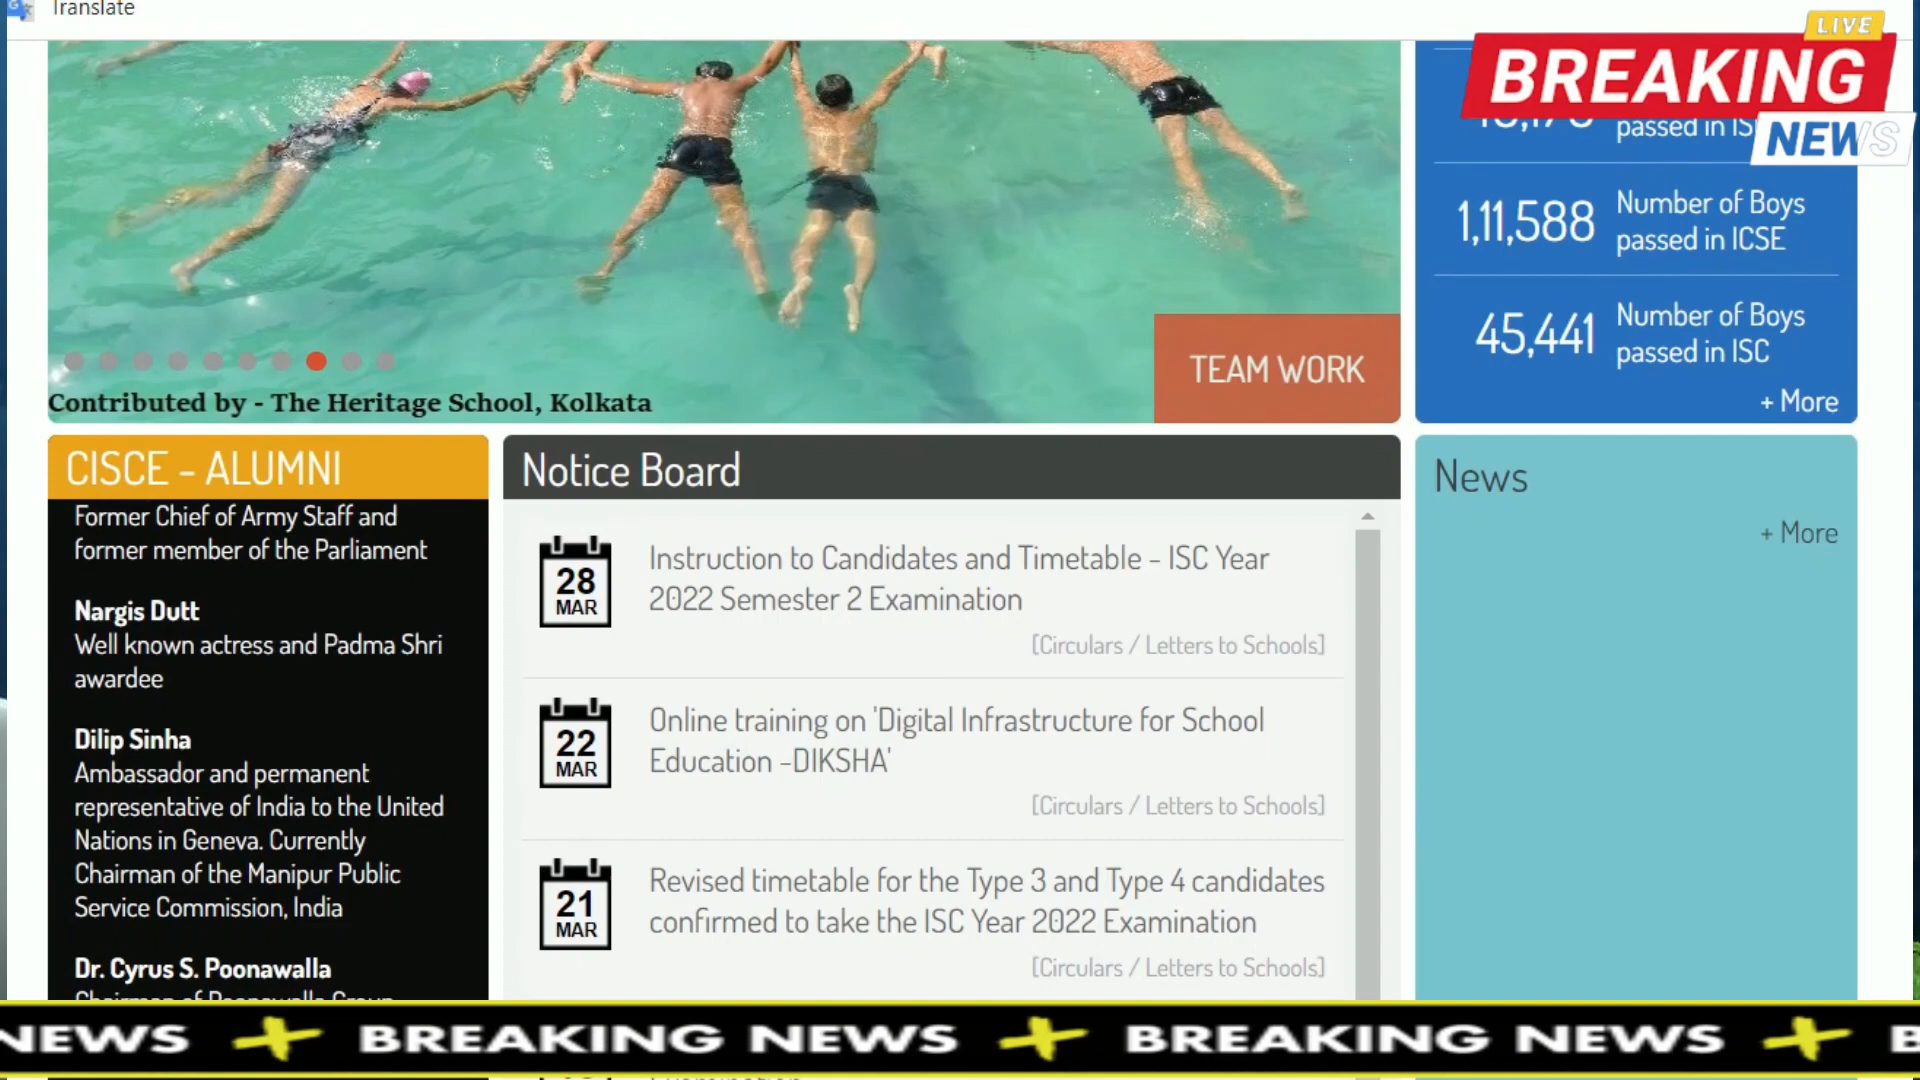 Translate
LIVE
BREAKING
NEWS
passed in
1,11,588 Number of Boys
passed in ICSE
45,441 Number of Boys
passed in ISC
+ More
TEAM WORK
Contributed by - The Heritage School, Kolkata
CISCE - ALUMNI
Former Chief of Army Staff and
former member of the Parliament
Nargis Dutt
Well known actress and Padma Shri
awardee
Dilip Sinha
Ambassador and permanent
representative of India to the United
Nations in Geneva. Currently
Chairman of the Manipur Public
Service Commission, India
Dr. Cyrus S. Poonawalla
Notice Board
28
MAR
Instruction to Candidates and Timetable - ISC Year
2022 Semester 2 Examination
[Circulars / Letters to Schools]
22
MAR
Online training on 'Digital Infrastructure for School
Education -DIKSHA'
[Circulars / Letters to Schools]
21
MAR
Revised timetable for the Type 3 and Type 4 candidates
confirmed to take the ISC Year 2022 Examination
[Circulars / Letters to Schools]
News
+ More
NEWS + BREAKING NEWS + BREAKING NEWS + B